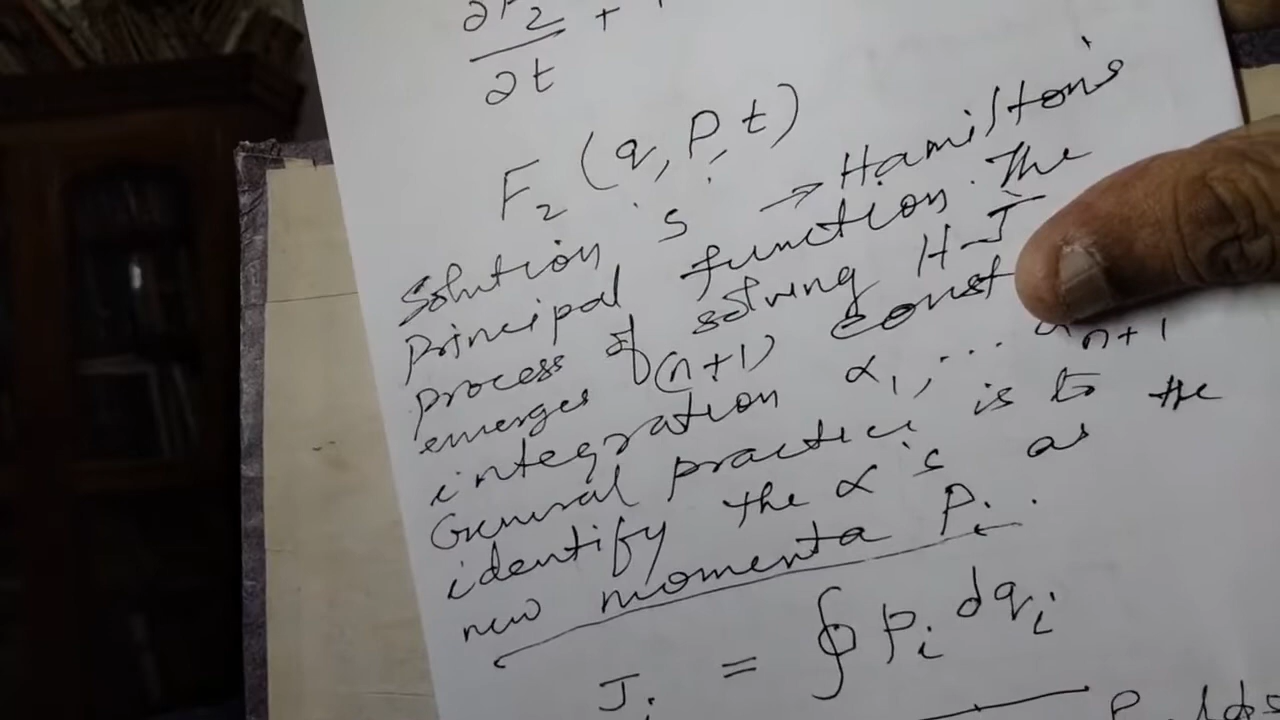 ∂F₂/∂t +
F₂ (q, P, t)
Solution S → Hamilton's
Principal function. The
process of solving H-J
emerges (n+1) const
integration α₁, ... αₙ₊₁
General practice is to the
identify the α's as
new momenta Pᵢ.
Jᵢ = ∮ pᵢ dqᵢ